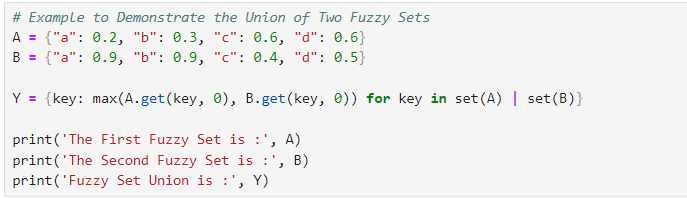 # Example to Demonstrate the Union of Two Fuzzy Sets
A = {"a": 0.2, "b": 0.3, "c": 0.6, "d": 0.6}
B = {"a": 0.9, "b": 0.9, "c": 0.4, "d": 0.5}
Y = {key: max(A.get(key, 0), B.get(key, 0)) for key in set(A) | set(B)}
print('The First Fuzzy Set is :', A)
print('The Second Fuzzy Set is :', B)
print('Fuzzy Set Union is :', Y)